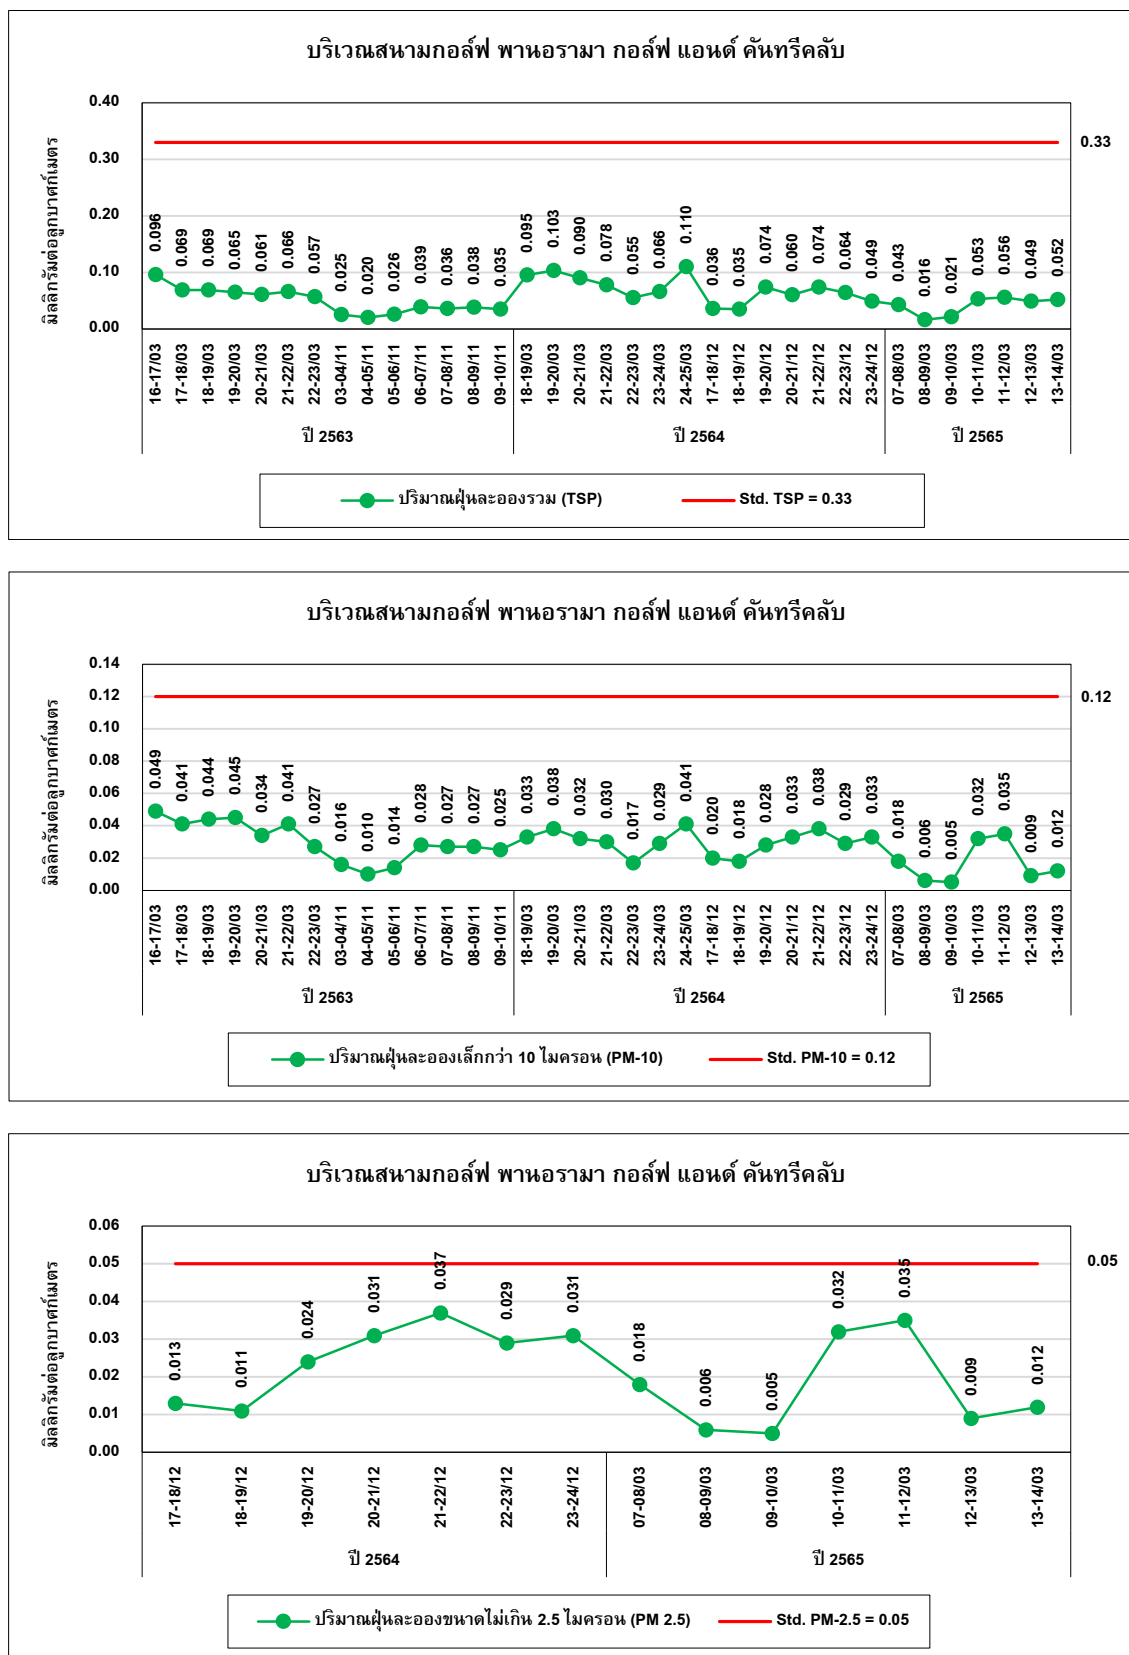 บริเวณสนามกอล์ฟ พานอรามา กอล์ฟ แอนด์ คันทรีคลับ
มิลลิกรัมต่อลูกบาศก์เมตร
0.40
0.30
0.20
0.10
0.00
0.33
0.096 0.069 0.069 0.065 0.061 0.066 0.057 0.025 0.020 0.026 0.039 0.036 0.038 0.035 0.095 0.103 0.090 0.078 0.055 0.066 0.110 0.036 0.035 0.074 0.060 0.074 0.064 0.049 0.043 0.016 0.021 0.053 0.056 0.049 0.052
16-17/03 17-18/03 18-19/03 19-20/03 20-21/03 21-22/03 22-23/03 03-04/11 04-05/11 05-06/11 06-07/11 07-08/11 08-09/11 09-10/11 18-19/03 19-20/03 20-21/03 21-22/03 22-23/03 23-24/03 24-25/03 17-18/12 18-19/12 19-20/12 20-21/12 21-22/12 22-23/12 23-24/12 07-08/03 08-09/03 09-10/03 10-11/03 11-12/03 12-13/03 13-14/03
ปี 2563 ปี 2564 ปี 2565
ปริมาณฝุ่นละอองรวม (TSP) Std. TSP = 0.33
บริเวณสนามกอล์ฟ พานอรามา กอล์ฟ แอนด์ คันทรีคลับ
มิลลิกรัมต่อลูกบาศก์เมตร
0.14
0.12
0.10
0.08
0.06
0.04
0.02
0.00
0.12
0.049 0.041 0.044 0.045 0.034 0.041 0.027 0.016 0.010 0.014 0.028 0.027 0.027 0.025 0.033 0.038 0.032 0.030 0.017 0.029 0.041 0.020 0.018 0.028 0.033 0.038 0.029 0.033 0.018 0.006 0.005 0.032 0.035 0.009 0.012
16-17/03 17-18/03 18-19/03 19-20/03 20-21/03 21-22/03 22-23/03 03-04/11 04-05/11 05-06/11 06-07/11 07-08/11 08-09/11 09-10/11 18-19/03 19-20/03 20-21/03 21-22/03 22-23/03 23-24/03 24-25/03 17-18/12 18-19/12 19-20/12 20-21/12 21-22/12 22-23/12 23-24/12 07-08/03 08-09/03 09-10/03 10-11/03 11-12/03 12-13/03 13-14/03
ปี 2563 ปี 2564 ปี 2565
ปริมาณฝุ่นละอองเล็กกว่า 10 ไมครอน (PM-10) Std. PM-10 = 0.12
บริเวณสนามกอล์ฟ พานอรามา กอล์ฟ แอนด์ คันทรีคลับ
มิลลิกรัมต่อลูกบาศก์เมตร
0.06
0.05
0.04
0.03
0.02
0.01
0.00
0.05
0.013 0.011 0.024 0.031 0.037 0.029 0.031 0.018 0.006 0.005 0.032 0.035 0.009 0.012
17-18/12 18-19/12 19-20/12 20-21/12 21-22/12 22-23/12 23-24/12 07-08/03 08-09/03 09-10/03 10-11/03 11-12/03 12-13/03 13-14/03
ปี 2564 ปี 2565
ปริมาณฝุ่นละอองขนาดไม่เกิน 2.5 ไมครอน (PM 2.5) Std. PM-2.5 = 0.05